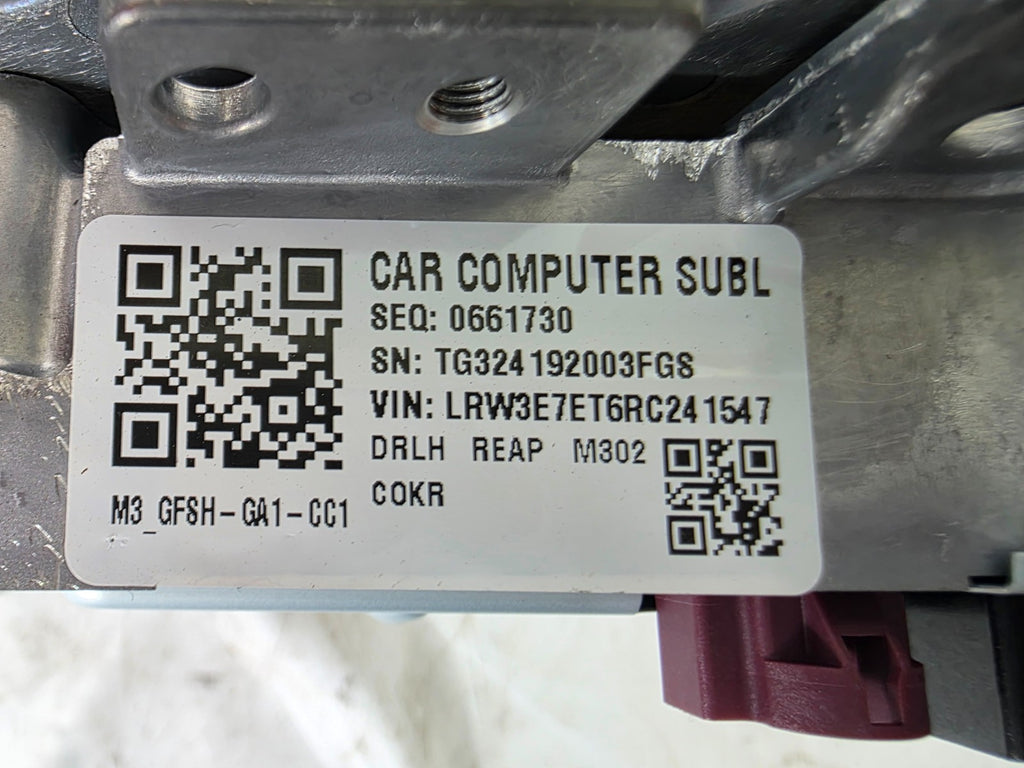 CAR COMPUTER SUBL
SEQ: 0661730
SN: TG324192003FGS
VIN: LRW3E7ET6RC241547
DRLH REAP M302
COKR
M3_GFSH-GA1-CC1